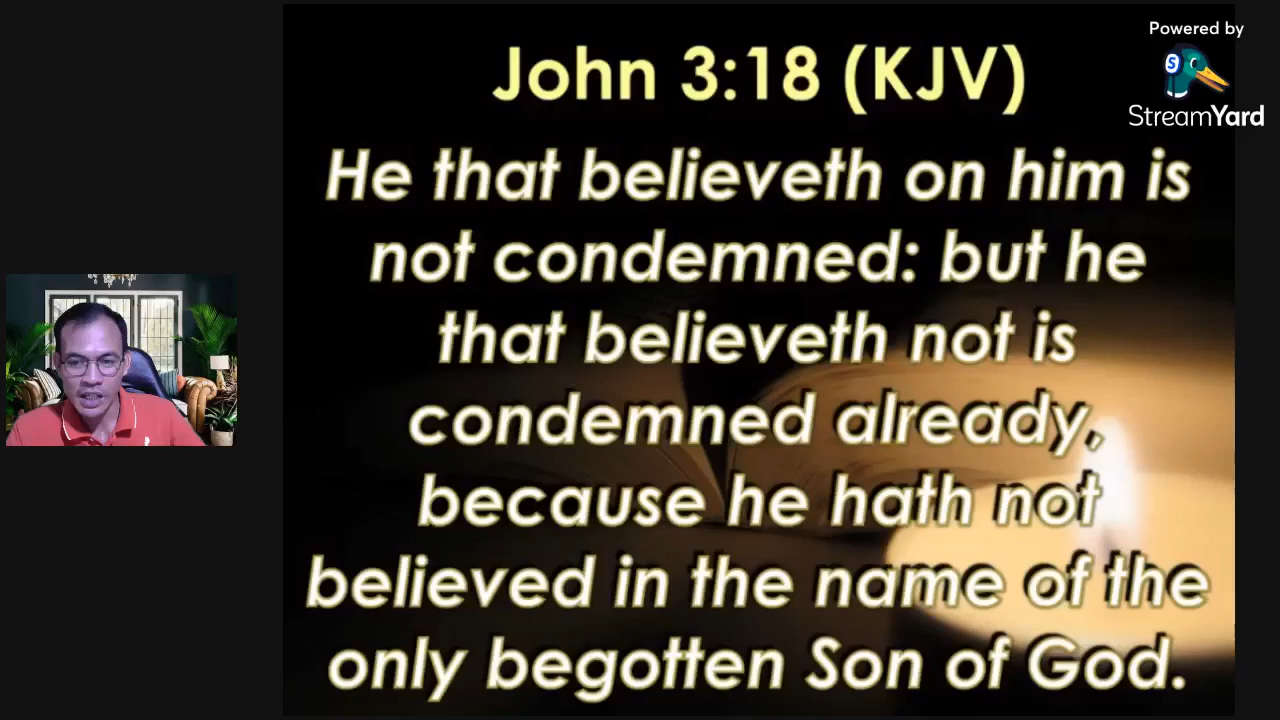 John 3:18 (KJV)
He that believeth on him is
not condemned: but he
that believeth not is
condemned already,
because he hath not
believed in the name of the
only begotten Son of God.
Powered by
S
StreamYard